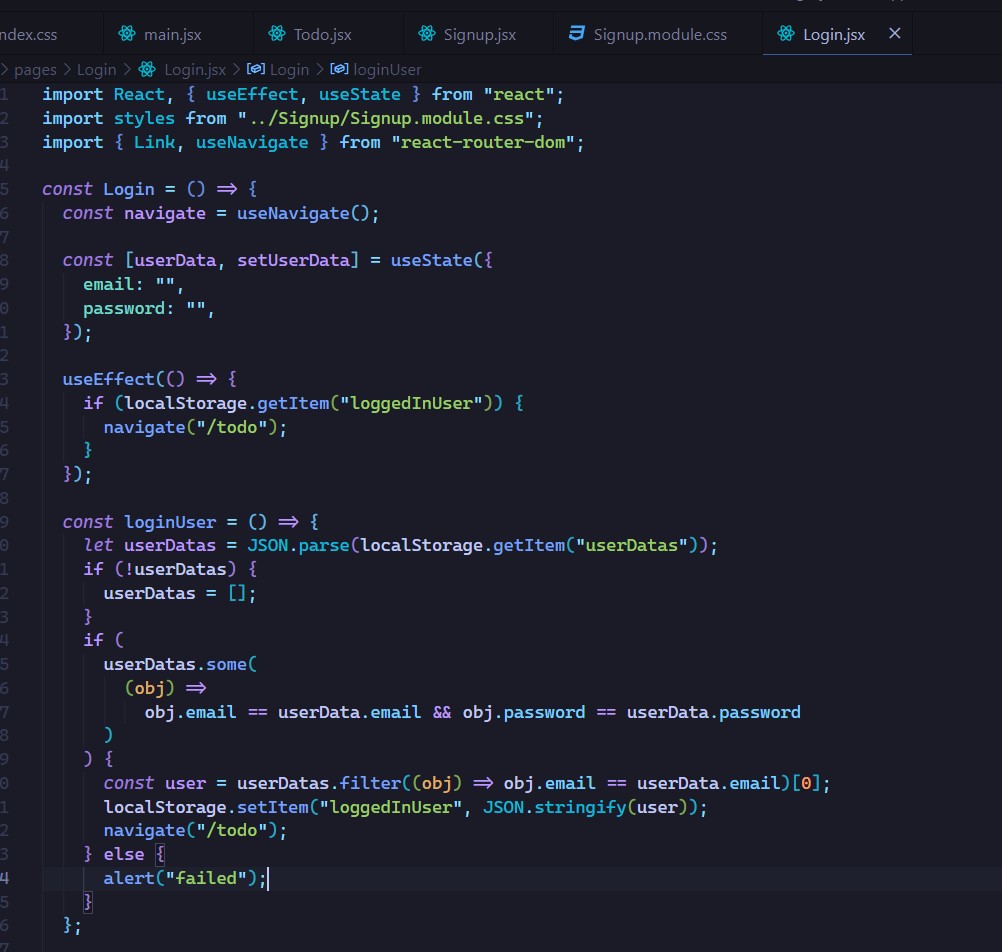 ndex.css main.jsx Todo.jsx Signup.jsx Signup.module.css Login.jsx ×
> pages > Login > Login.jsx > Login > loginUser
1 import React, { useEffect, useState } from "react";
2 import styles from "../Signup/Signup.module.css";
3 import { Link, useNavigate } from "react-router-dom";
4
5 const Login = () => {
6   const navigate = useNavigate();
7
8   const [userData, setUserData] = useState({
9     email: "",
0     password: "",
1   });
2
3   useEffect(() => {
4     if (localStorage.getItem("loggedInUser")) {
5       navigate("/todo");
6     }
7   });
8
9   const loginUser = () => {
0     let userDatas = JSON.parse(localStorage.getItem("userDatas"));
1     if (!userDatas) {
2       userDatas = [];
3     }
4     if (
5       userDatas.some(
6         (obj) =>
7           obj.email == userData.email && obj.password == userData.password
8       )
9     ) {
0       const user = userDatas.filter((obj) => obj.email == userData.email)[0];
1       localStorage.setItem("loggedInUser", JSON.stringify(user));
2       navigate("/todo");
3     } else {
4       alert("failed");
5     }
6   };
7